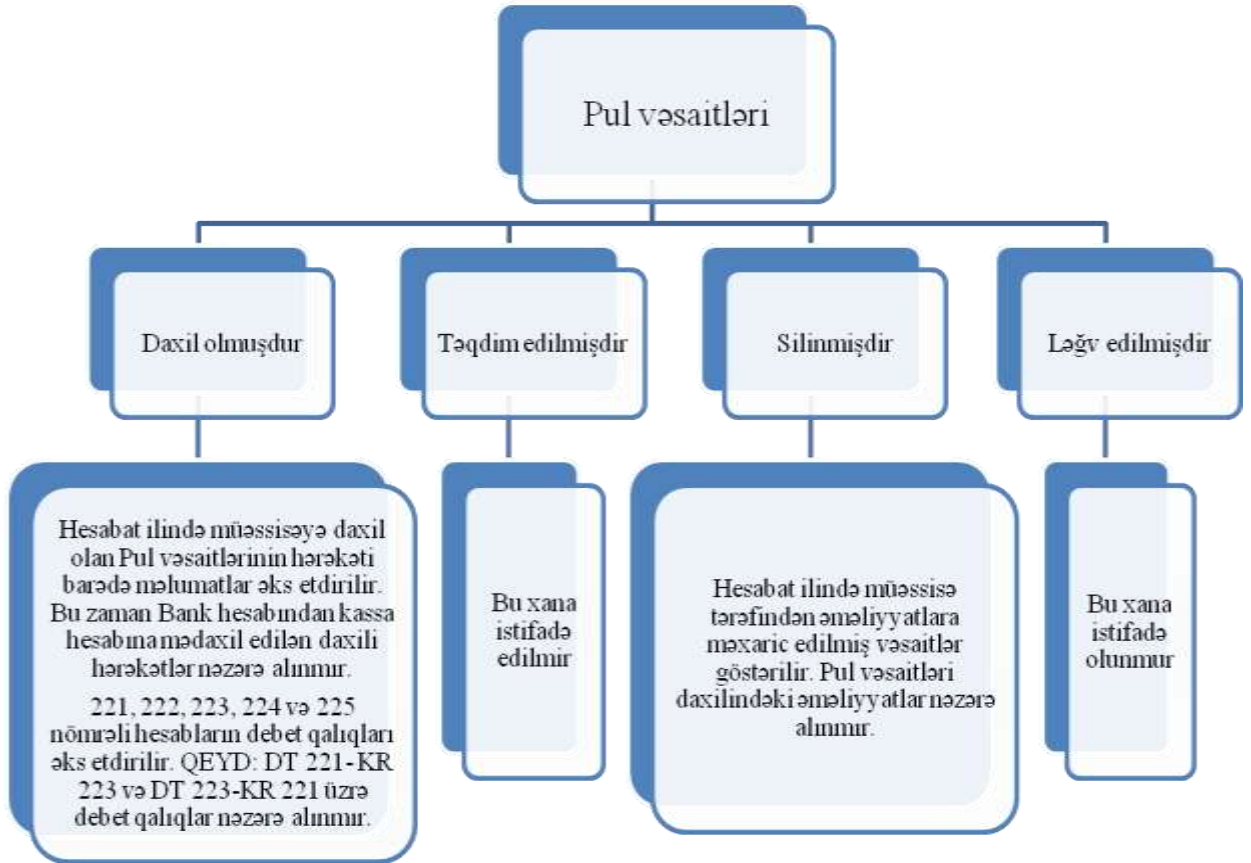 Pul vəsaitləri
Daxil olmuşdur
Təqdim edilmişdir
Silinmişdir
Ləğv edilmişdir
Hesabat ilində müəssisəyə daxil
olan Pul vəsaitlərinin hərəkəti
barədə məlumatlar əks etdirilir.
Bu zaman Bank hesabından kassa
hesabına mədaxil edilən daxili
hərəkətlər nəzərə alınmır.
221, 222, 223, 224 və 225
nömrəli hesabların debet qalıqları
əks etdirilir. QEYD: DT 221-KR
223 və DT 223-KR 221 üzrə
debet qalıqlar nəzərə alınmır.
Bu xana
istifadə
edilmir
Hesabat ilində müəssisə
tərəfindən əməliyyatlara
məxaric edilmiş vəsaitlər
göstərilir. Pul vəsaitləri
daxilindəki əməliyyatlar nəzərə
alınmır.
Bu xana
istifadə
olunmur